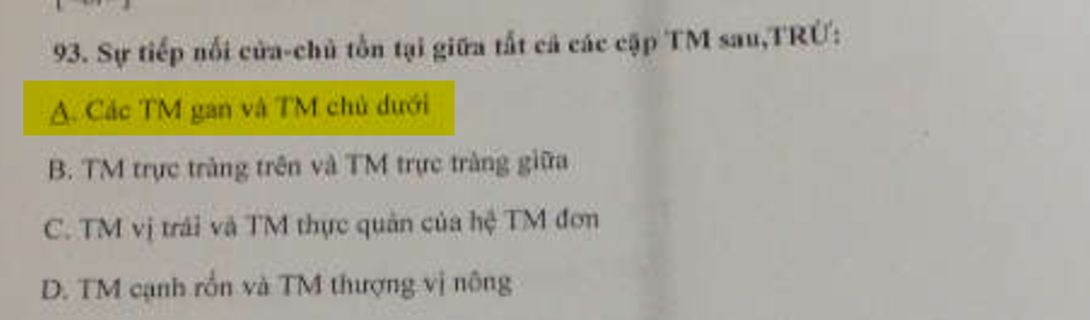 93. Sự tiếp nối cửa-chủ tồn tại giữa tất cả các cặp TM sau,TRỪ:
A. Các TM gan và TM chủ dưới
B. TM trực tràng trên và TM trực tràng giữa
C. TM vị trái và TM thực quản của hệ TM đơn
D. TM cạnh rốn và TM thượng vị nông